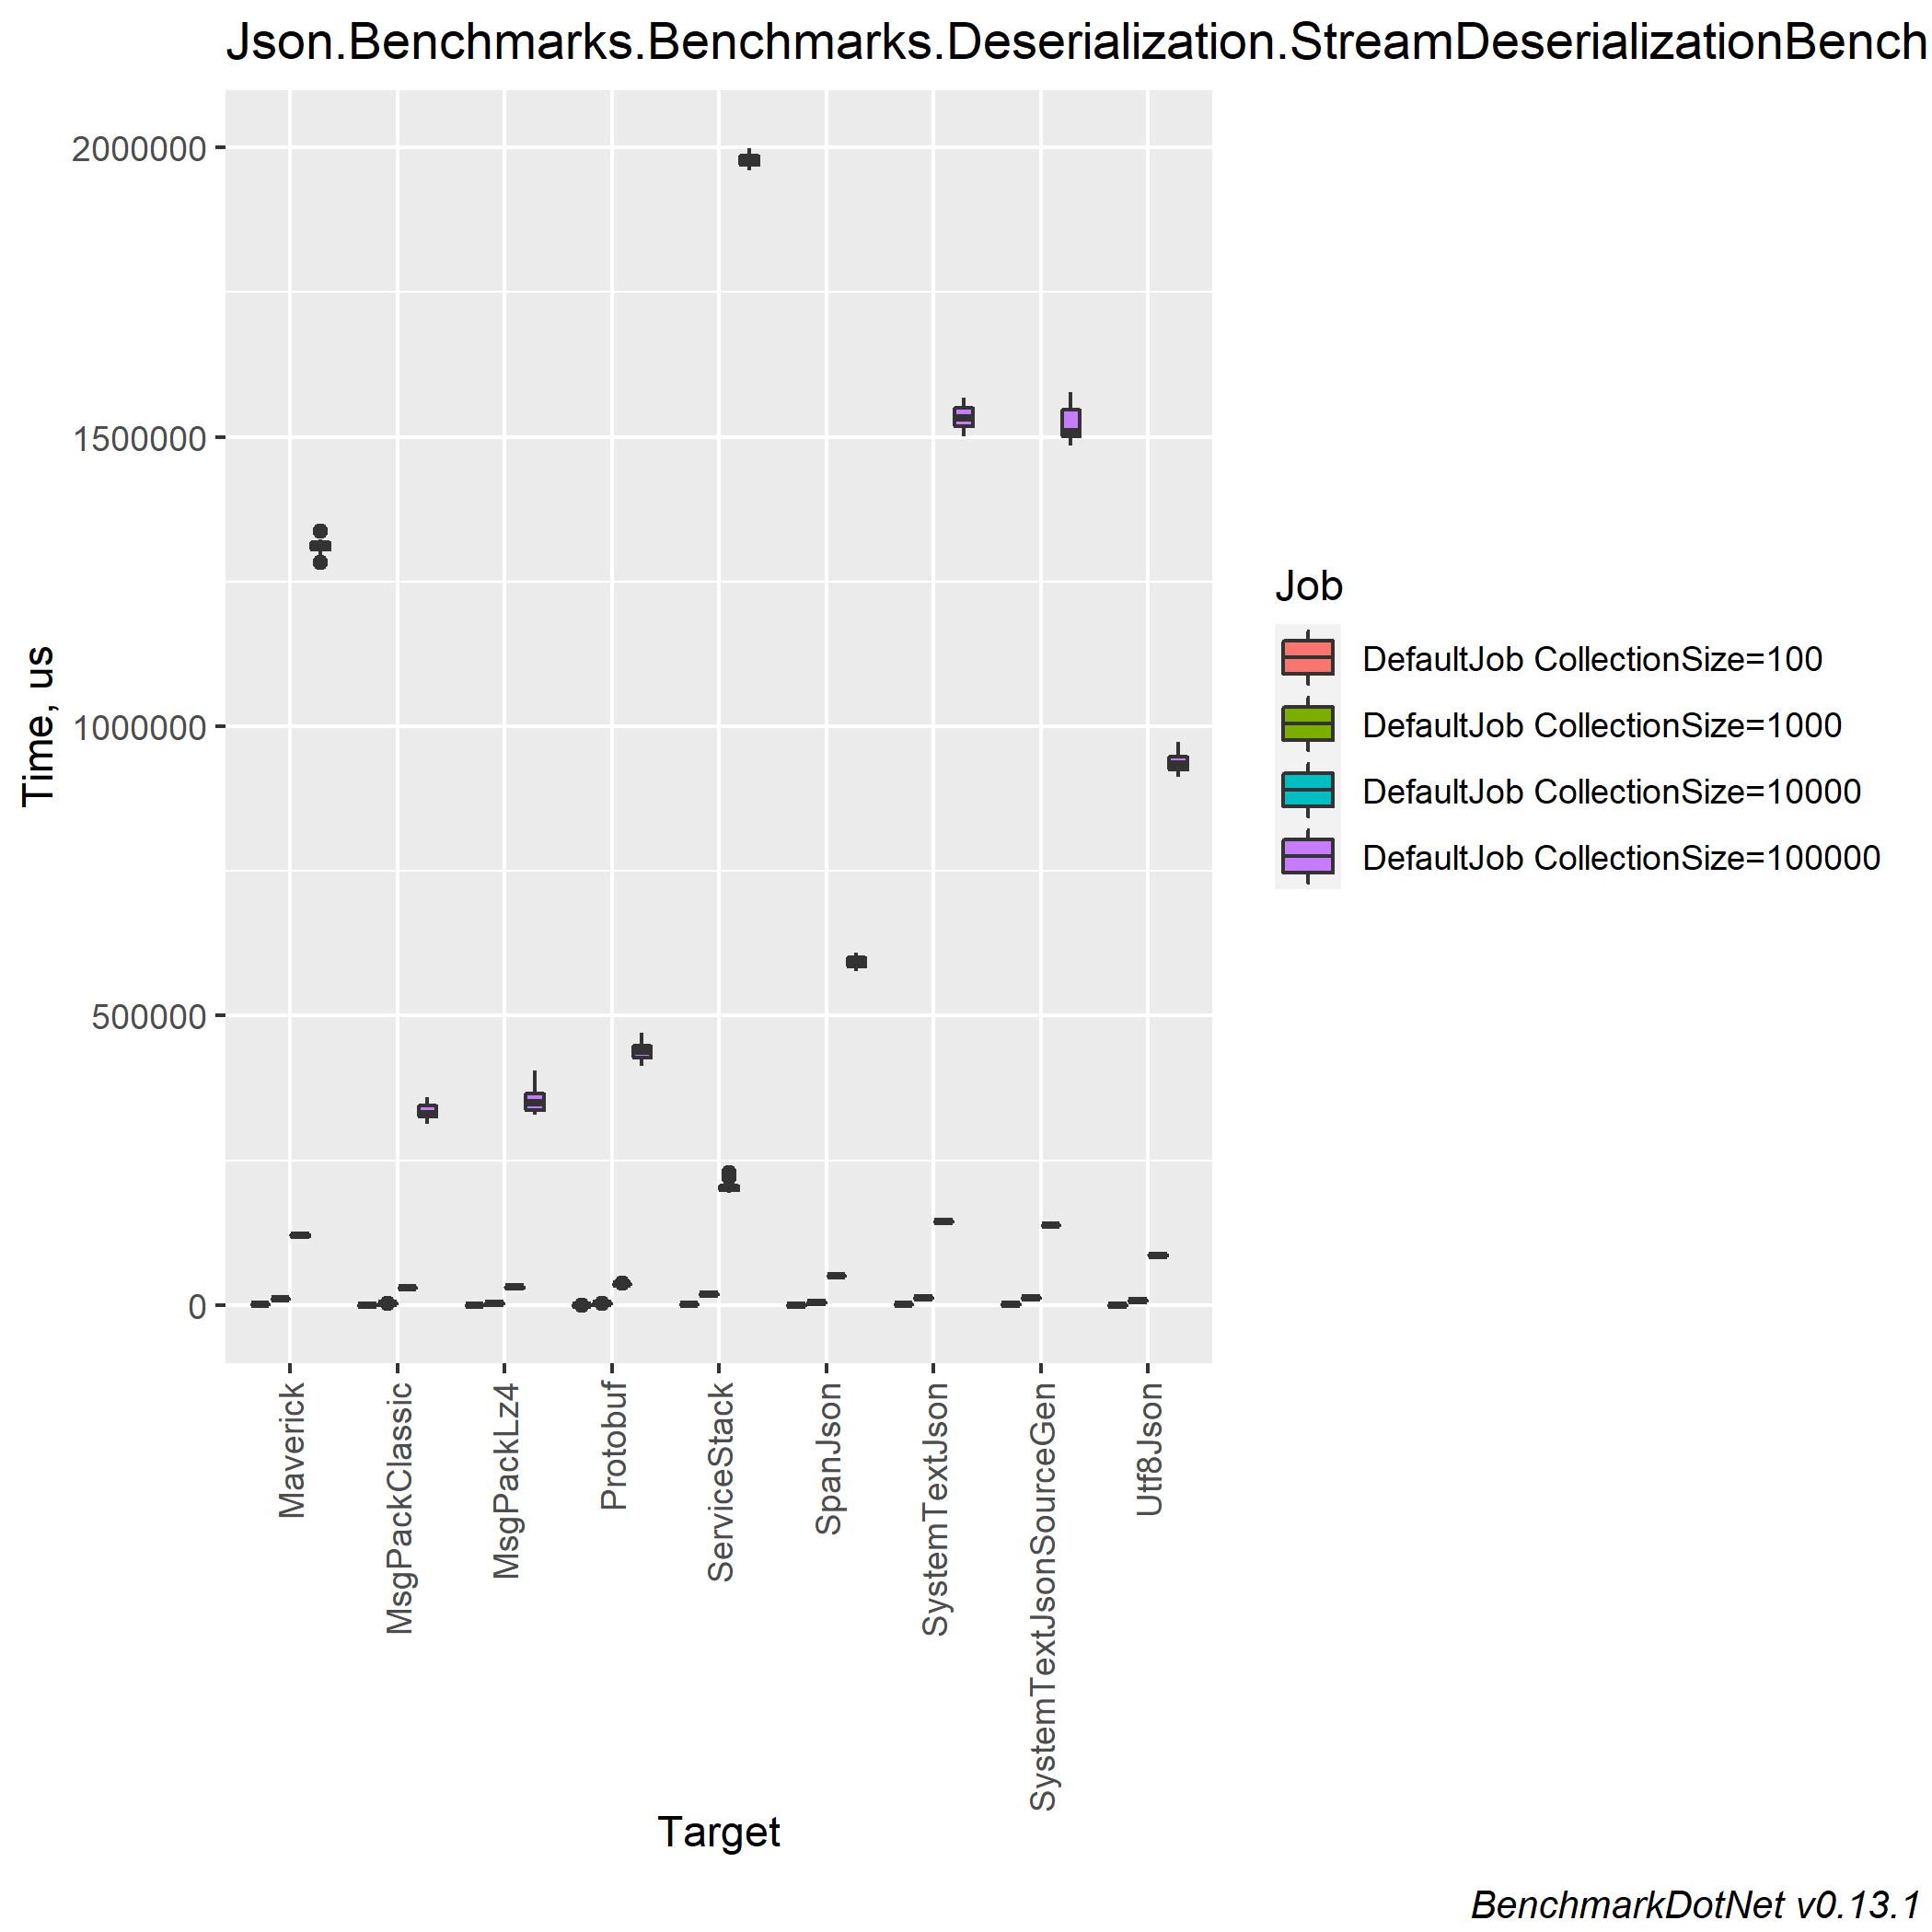 Json.Benchmarks.Benchmarks.Deserialization.StreamDeserializationBench
Time, us
2000000
1500000
1000000
500000
0
Maverick
MsgPackClassic
MsgPackLz4
Protobuf
ServiceStack
SpanJson
SystemTextJson
SystemTextJsonSourceGen
Utf8Json
Target
Job
DefaultJob CollectionSize=100
DefaultJob CollectionSize=1000
DefaultJob CollectionSize=10000
DefaultJob CollectionSize=100000
BenchmarkDotNet v0.13.1